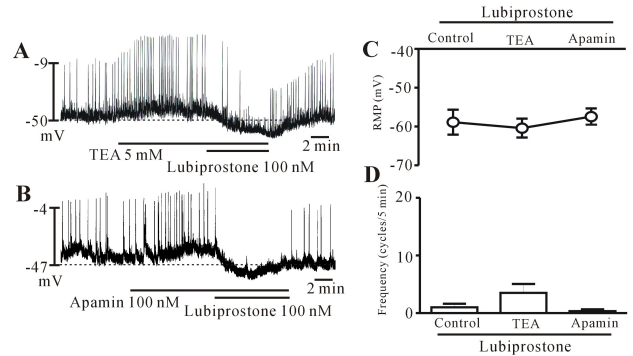 A
-9
-50
mV
TEA 5 mM
2 min
Lubiprostone 100 nM
B
-4
-47
mV
Apamin 100 nM
2 min
Lubiprostone 100 nM
Lubiprostone
C
Control TEA Apamin
-40
-50
-60
-70
RMP (mV)
D
20
10
0
Frequency (cycles/5 min)
Control TEA Apamin
Lubiprostone